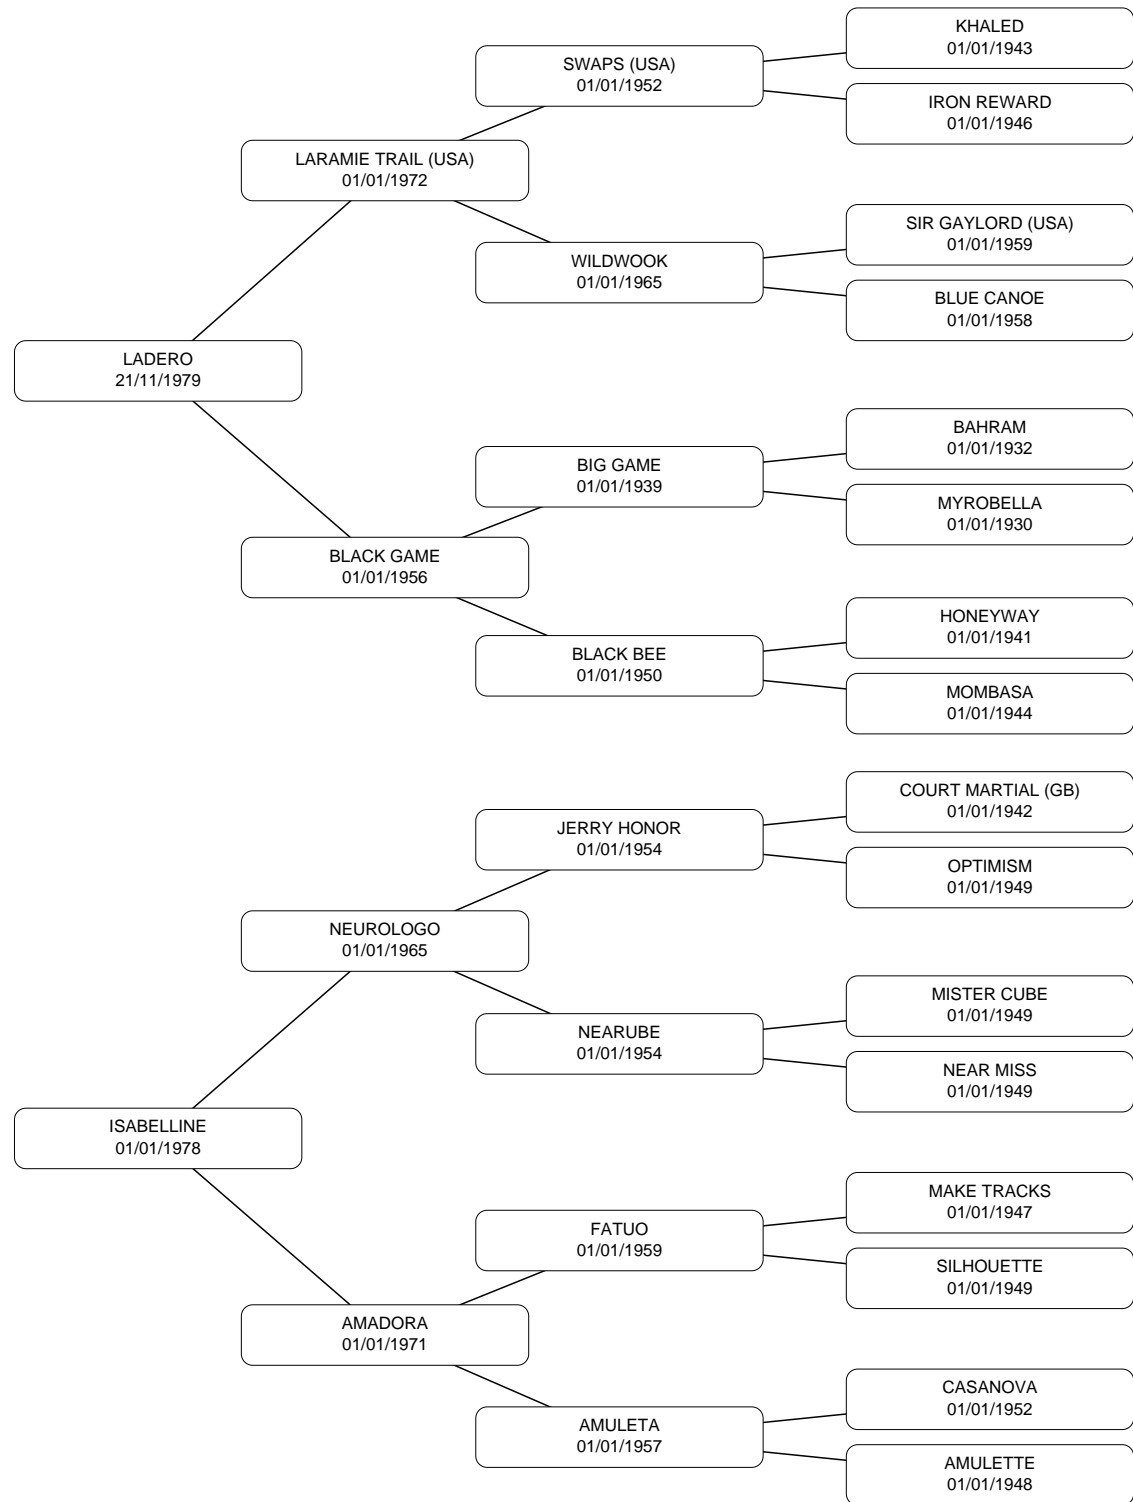 KHALED
01/01/1943
SWAPS (USA)
01/01/1952
IRON REWARD
01/01/1946
LARAMIE TRAIL (USA)
01/01/1972
SIR GAYLORD (USA)
01/01/1959
WILDWOOK
01/01/1965
BLUE CANOE
01/01/1958
LADERO
21/11/1979
BAHRAM
01/01/1932
BIG GAME
01/01/1939
MYROBELLA
01/01/1930
BLACK GAME
01/01/1956
HONEYWAY
01/01/1941
BLACK BEE
01/01/1950
MOMBASA
01/01/1944
COURT MARTIAL (GB)
01/01/1942
JERRY HONOR
01/01/1954
OPTIMISM
01/01/1949
NEUROLOGO
01/01/1965
MISTER CUBE
01/01/1949
NEARUBE
01/01/1954
NEAR MISS
01/01/1949
ISABELLINE
01/01/1978
MAKE TRACKS
01/01/1947
FATUO
01/01/1959
SILHOUETTE
01/01/1949
AMADORA
01/01/1971
CASANOVA
01/01/1952
AMULETA
01/01/1957
AMULETTE
01/01/1948